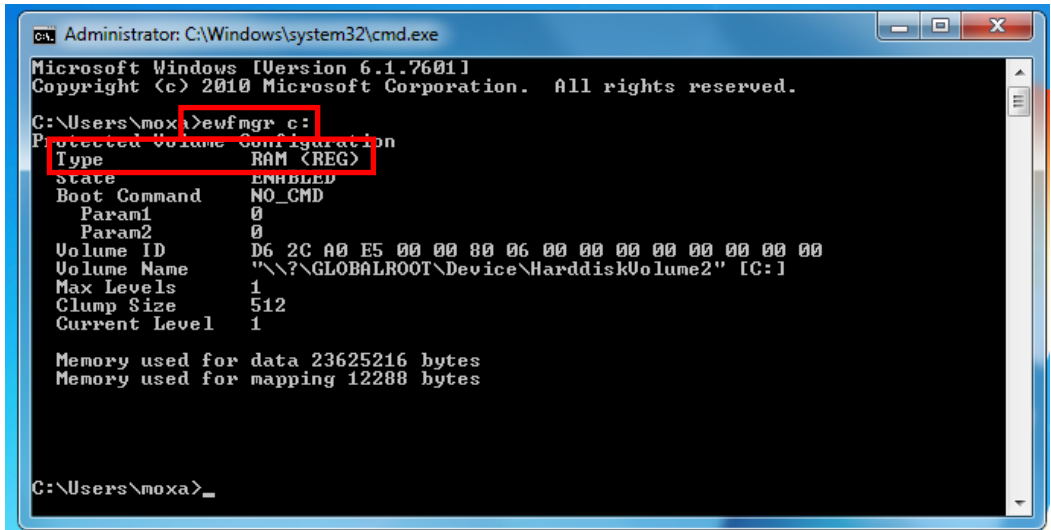 Administrator: C:\Windows\system32\cmd.exe
Microsoft Windows [Version 6.1.7601]
Copyright (c) 2010 Microsoft Corporation.  All rights reserved.
C:\Users\moxa>ewfmgr c:
Protected Volume Configuration
Type RAM (REG)
State ENABLED
Boot Command NO_CMD
Param1 0
Param2 0
Volume ID D6 2C A0 E5 00 00 80 06 00 00 00 00 00 00 00 00
Volume Name "\\?\GLOBALROOT\Device\HarddiskVolume2" [C:]
Max Levels 1
Clump Size 512
Current Level 1
Memory used for data 23625216 bytes
Memory used for mapping 12288 bytes
C:\Users\moxa>_